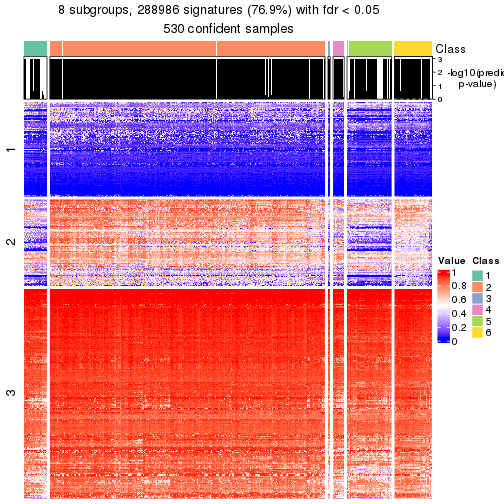 8 subgroups, 288986 signatures (76.9%) with fdr < 0.05
530 confident samples
Class
3
2
1
0
-log10(predi
p-value)
1
2
3
Value
1
0.8
0.6
0.4
0.2
0
Class
1
2
3
4
5
6